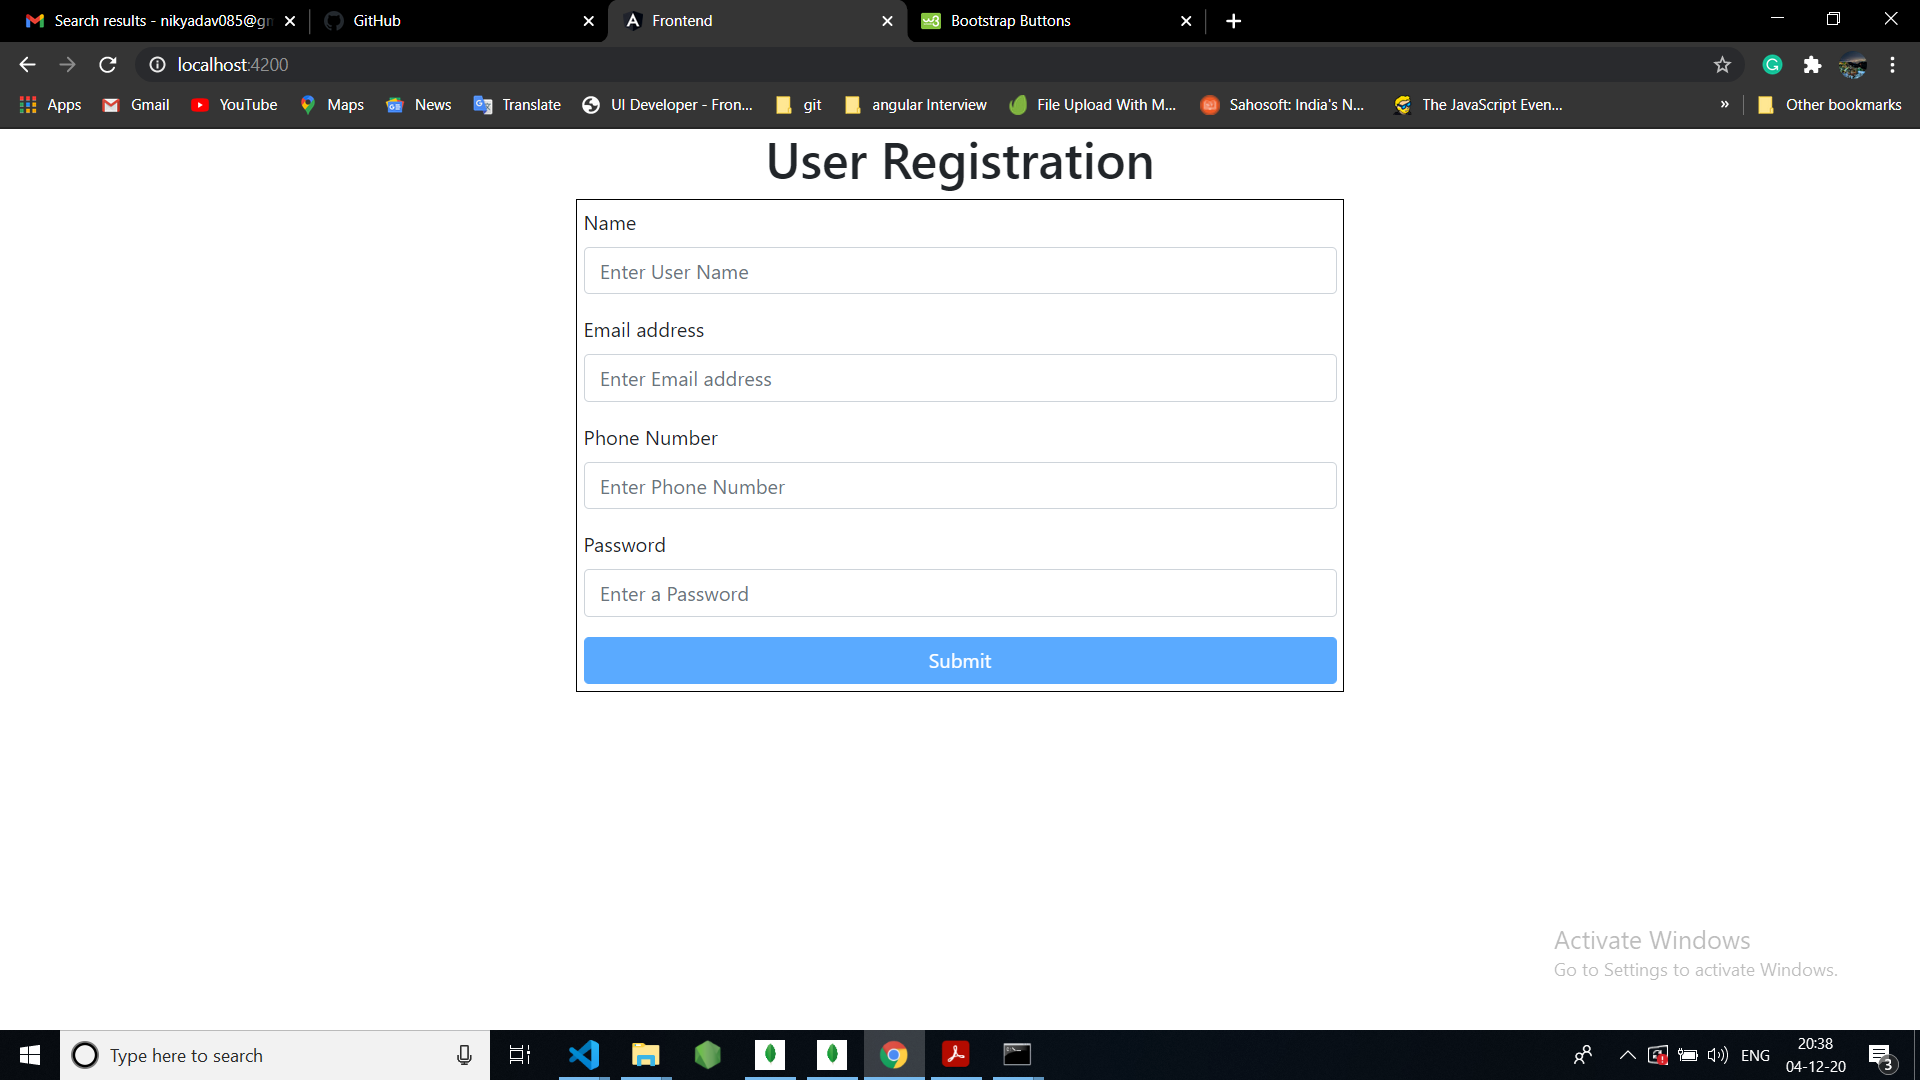 Search results - nikyadav085@gm
GitHub
Frontend
Bootstrap Buttons
localhost:4200
Apps
Gmail
YouTube
Maps
News
Translate
UI Developer - Fron...
git
angular Interview
File Upload With M...
Sahosoft: India's N...
The JavaScript Even...
»
Other bookmarks
User Registration
Name
Enter User Name
Email address
Enter Email address
Phone Number
Enter Phone Number
Password
Enter a Password
Submit
Activate Windows
Go to Settings to activate Windows.
Type here to search
ENG
20:38
04-12-20
3